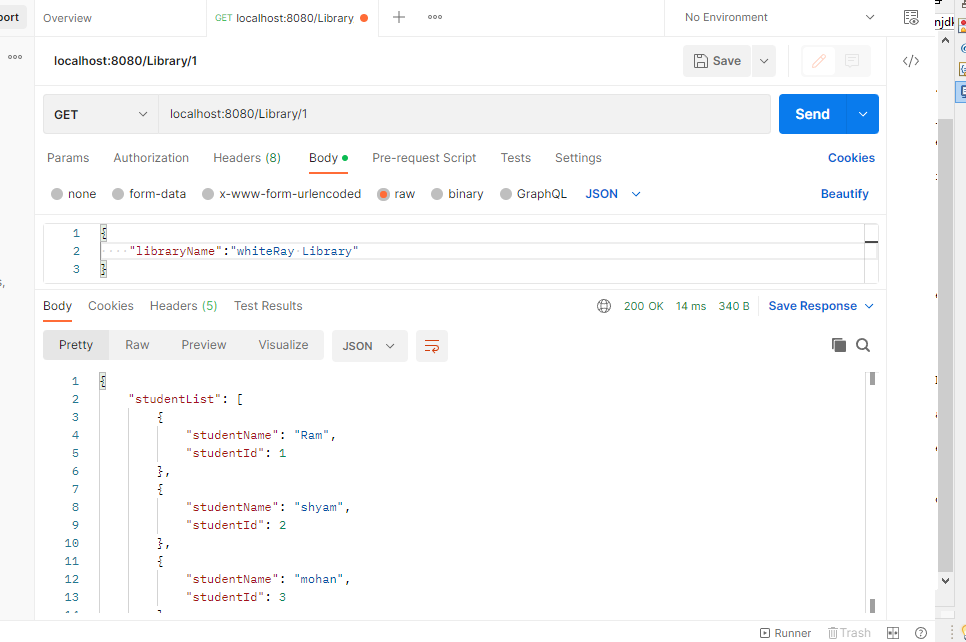 port
Overview
GET localhost:8080/Library
No Environment
njdk
localhost:8080/Library/1
Save
</>
GET
localhost:8080/Library/1
Send
Params Authorization Headers (8) Body Pre-request Script Tests Settings Cookies
none form-data x-www-form-urlencoded raw binary GraphQL JSON Beautify
1 {
2 "libraryName":"whiteRay Library"
3 }
Body Cookies Headers (5) Test Results 200 OK 14 ms 340 B Save Response
Pretty Raw Preview Visualize JSON
1 {
2 "studentList": [
3 {
4 "studentName": "Ram",
5 "studentId": 1
6 },
7 {
8 "studentName": "shyam",
9 "studentId": 2
10 },
11 {
12 "studentName": "mohan",
13 "studentId": 3
Runner Trash